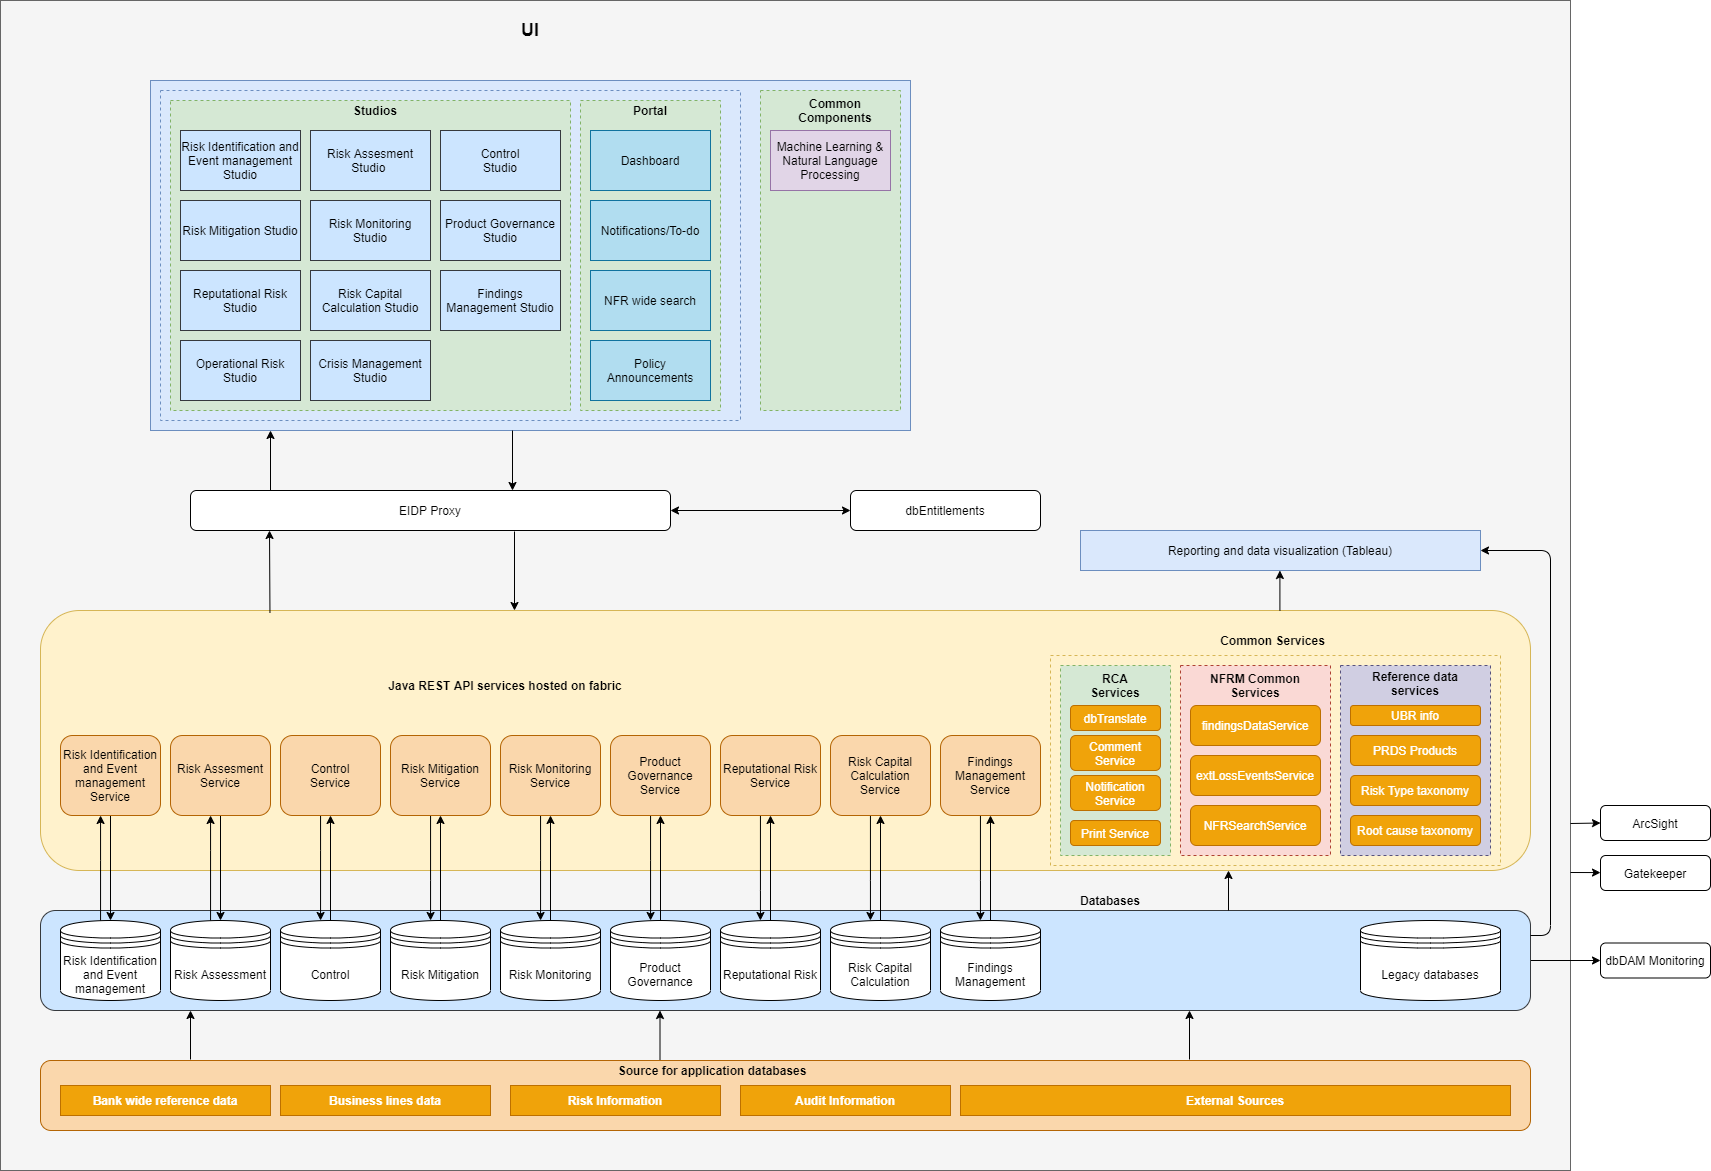 UI
Studios
Risk Identification and
Event management
Studio
Risk Assesment
Studio
Control
Studio
Risk Mitigation Studio
Risk Monitoring
Studio
Product Governance
Studio
Reputational Risk
Studio
Risk Capital
Calculation Studio
Findings
Management Studio
Operational Risk
Studio
Crisis Management
Studio
Portal
Dashboard
Notifications/To-do
NFR wide search
Policy
Announcements
Common
Components
Machine Learning &
Natural Language
Processing
EIDP Proxy
dbEntitlements
Reporting and data visualization (Tableau)
Java REST API services hosted on fabric
Risk Identification
and Event
management
Service
Risk Assesment
Service
Control
Service
Risk Mitigation
Service
Risk Monitoring
Service
Product
Governance
Service
Reputational Risk
Service
Risk Capital
Calculation
Service
Findings
Management
Service
Common Services
RCA
Services
dbTranslate
Comment
Service
Notification
Service
Print Service
NFRM Common
Services
findingsDataService
extLossEventsService
NFRSearchService
Reference data
services
UBR info
PRDS Products
Risk Type taxonomy
Root cause taxonomy
ArcSight
Gatekeeper
dbDAM Monitoring
Databases
Risk Identification
and Event
management
Risk Assessment
Control
Risk Mitigation
Risk Monitoring
Product
Governance
Reputational Risk
Risk Capital
Calculation
Findings
Management
Legacy databases
Source for application databases
Bank wide reference data
Business lines data
Risk Information
Audit Information
External Sources